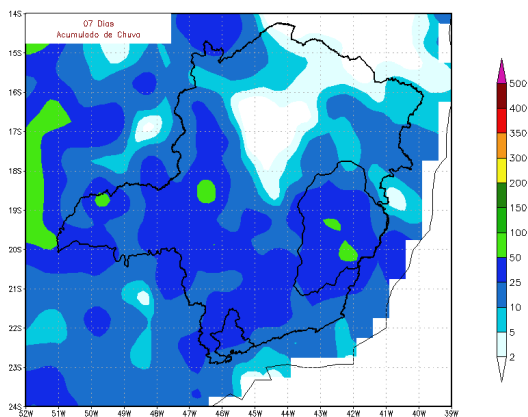 07 Dias
Acumulado de Chuva
14S
15S
16S
17S
18S
19S
20S
21S
22S
23S
24S
52W 51W 50W 49W 48W 47W 46W 45W 44W 43W 42W 41W 40W 39W
500
400
350
300
200
150
100
50
25
10
5
2